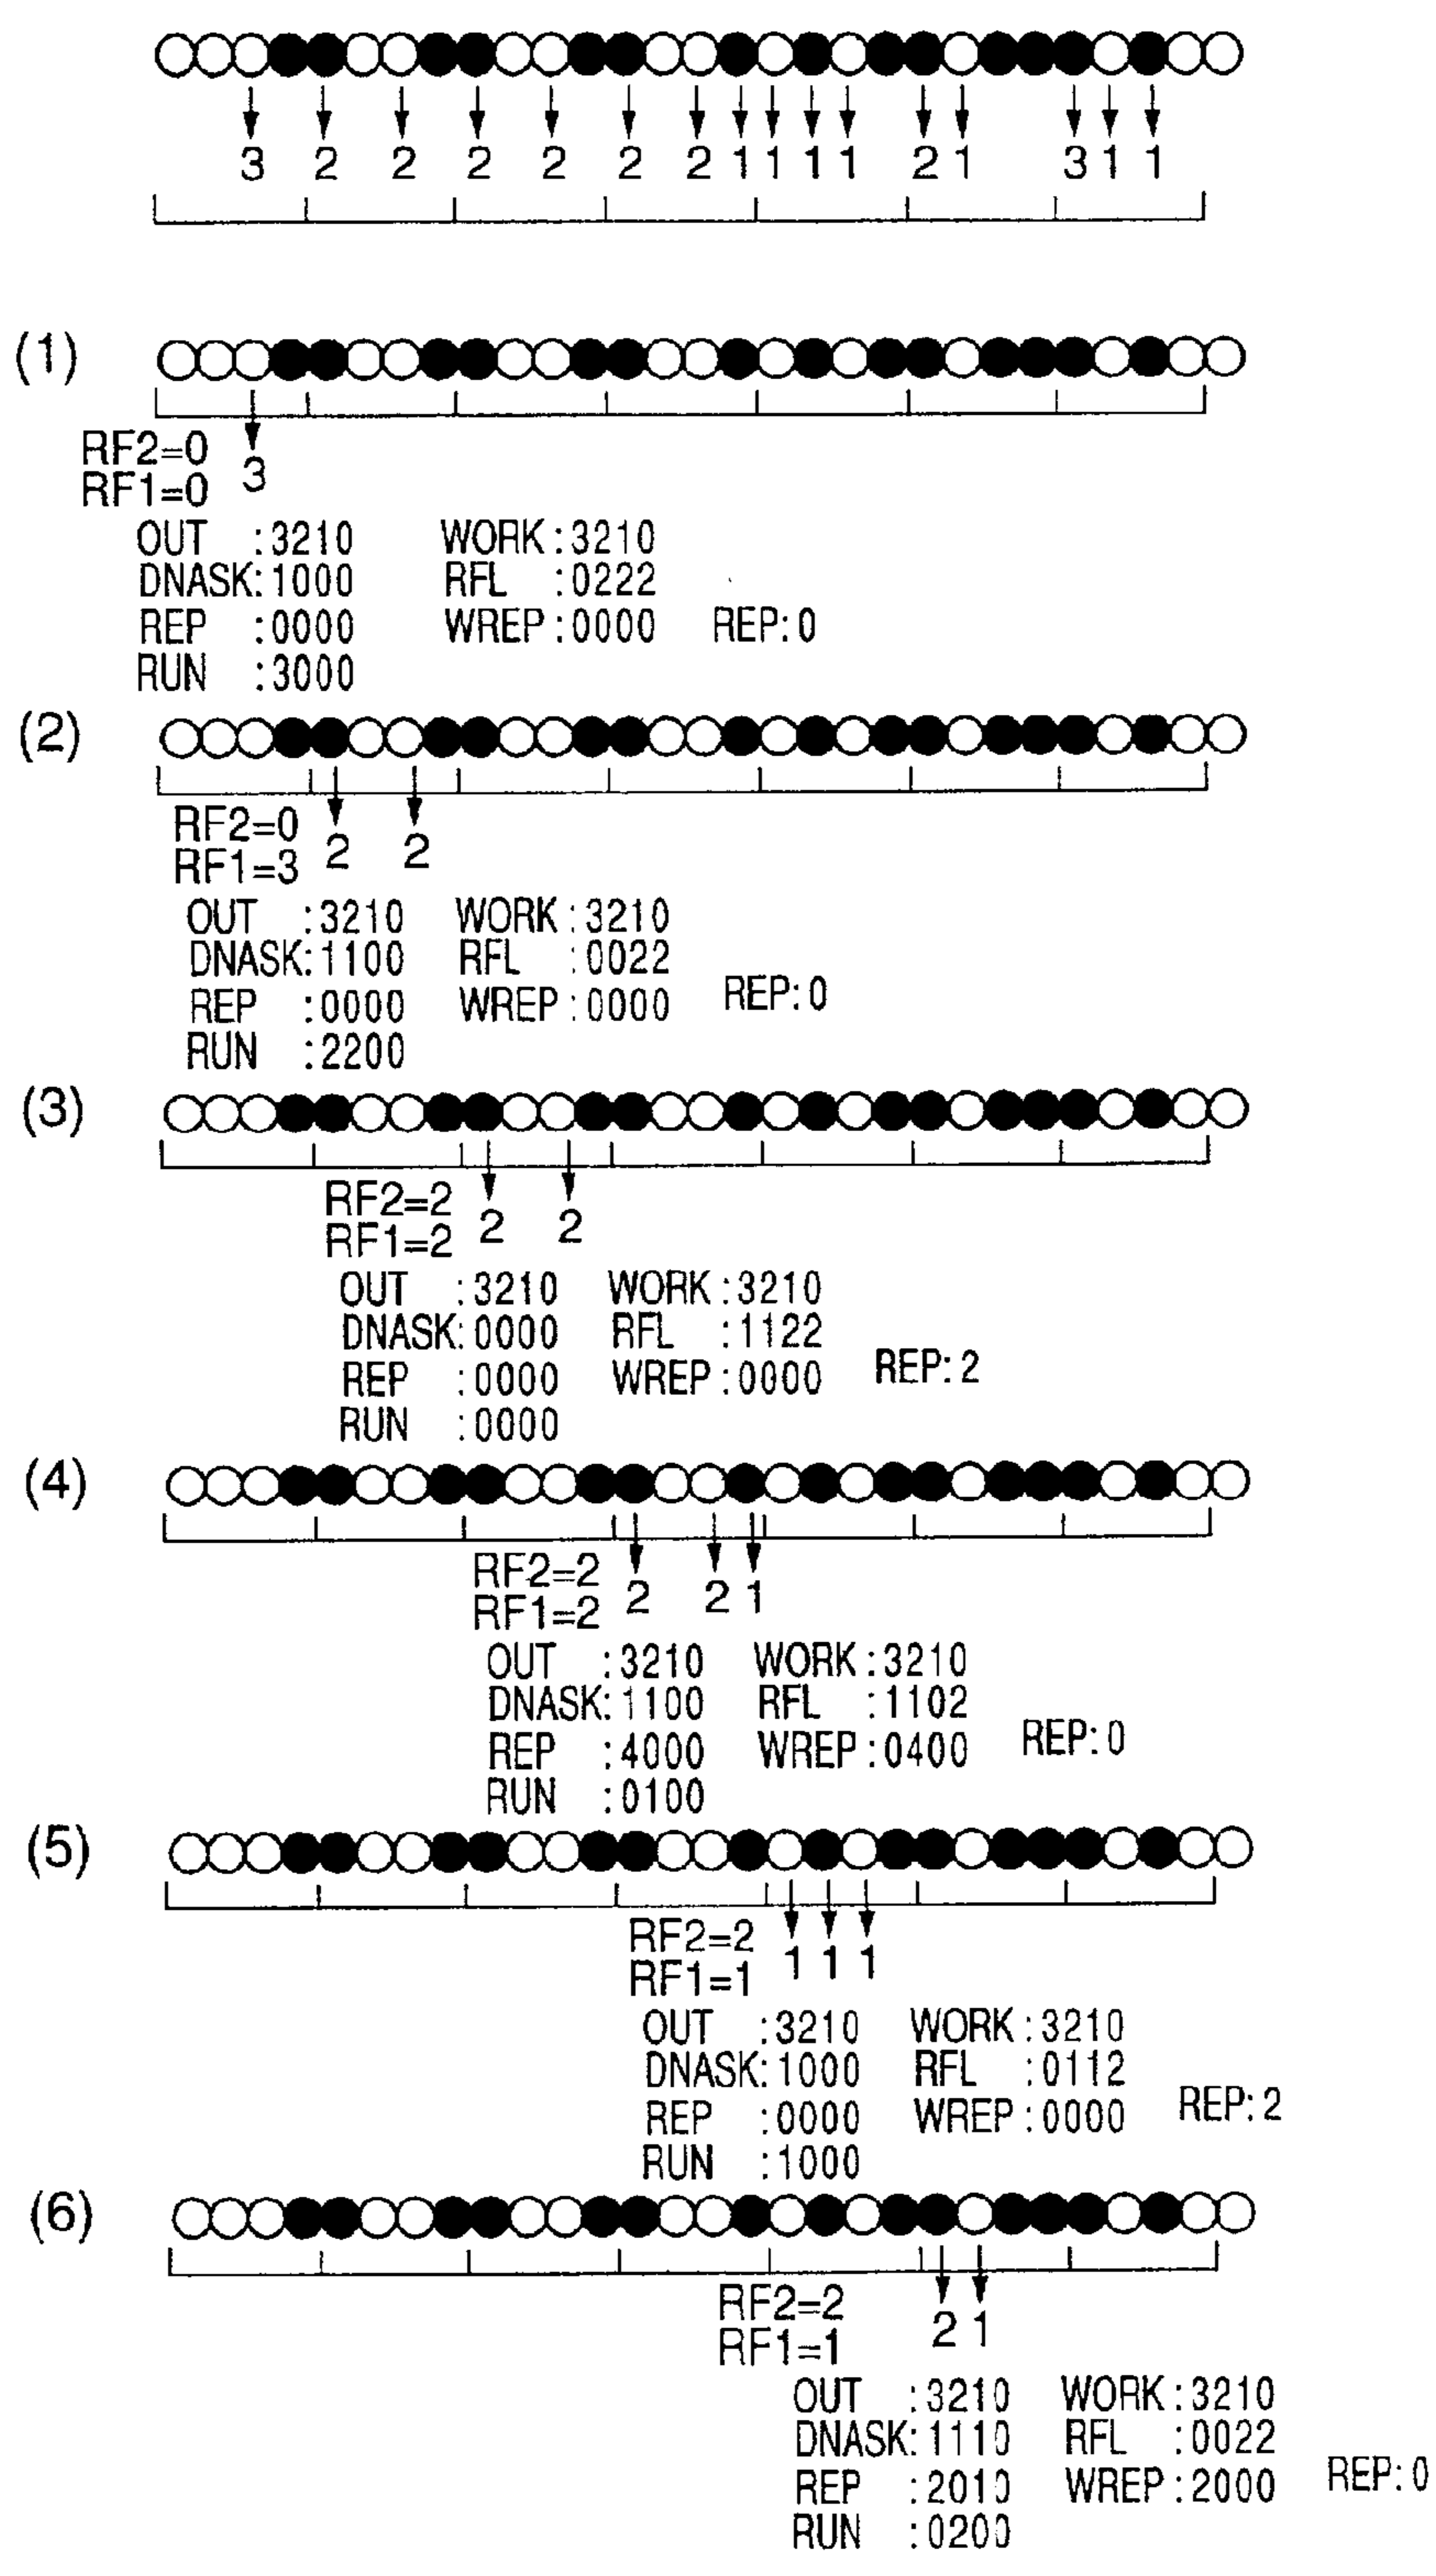 3 2 2 2 2 2 2 1 1 1 1 2 1 3 1 1
(1)
RF2=0
RF1=0 3
OUT :3210 WORK:3210
DNASK:1000 RFL :0222
REP :0000 WREP:0000 REP:0
RUN :3000
(2)
RF2=0
RF1=3 2 2
OUT :3210 WORK:3210
DNASK:1100 RFL :0022
REP :0000 WREP:0000 REP:0
RUN :2200
(3)
RF2=2
RF1=2 2 2
OUT :3210 WORK:3210
DNASK:0000 RFL :1122
REP :0000 WREP:0000 REP:2
RUN :0000
(4)
RF2=2
RF1=2 2 2 1
OUT :3210 WORK:3210
DNASK:1100 RFL :1102
REP :4000 WREP:0400 REP:0
RUN :0100
(5)
RF2=2
RF1=1 1 1 1
OUT :3210 WORK:3210
DNASK:1000 RFL :0112
REP :0000 WREP:0000 REP:2
RUN :1000
(6)
RF2=2
RF1=1 2 1
OUT :3210 WORK:3210
DNASK:1110 RFL :0022
REP :2010 WREP:2000 REP:0
RUN :0200